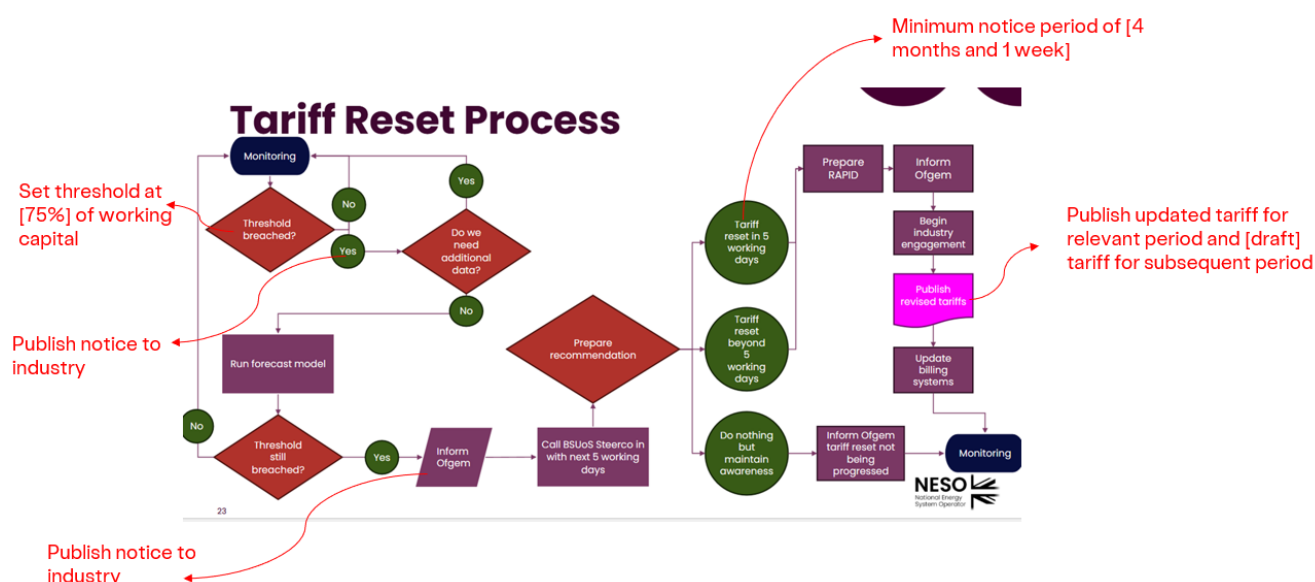 Minimum notice period of [4
months and 1 week]
Tariff Reset Process
Monitoring
Set threshold at
[75%] of working
capital
Threshold
breached?
No
Yes
Yes
Do we
need
additional
data?
No
Publish notice to
industry
Run forecast model
No
Threshold
still
breached?
Yes
Inform
Ofgem
Call BSUoS Steerco in
with next 5 working
days
Prepare
recommendation
Tariff
reset in 5
working
days
Tariff
reset
beyond
5
working
days
Do nothing
but
maintain
awareness
Prepare
RAPID
Inform
Ofgem
Begin
industry
engagement
Publish
revised tariffs
Publish updated tariff for
relevant period and [draft]
tariff for subsequent period
Update
billing
systems
Inform Ofgem
tariff reset not
being
progressed
Monitoring
NESO
National Energy
System Operator
23
Publish notice to
industry